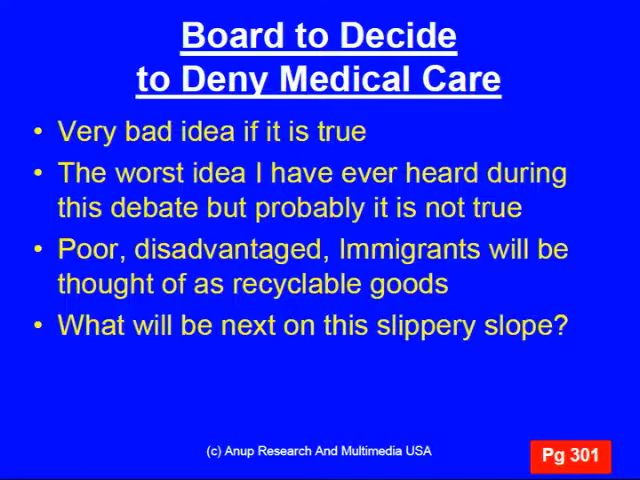 Board to Decide
to Deny Medical Care
• Very bad idea if it is true
• The worst idea I have ever heard during
this debate but probably it is not true
• Poor, disadvantaged, Immigrants will be
thought of as recyclable goods
• What will be next on this slippery slope?
(c) Anup Research And Multimedia USA
Pg 301